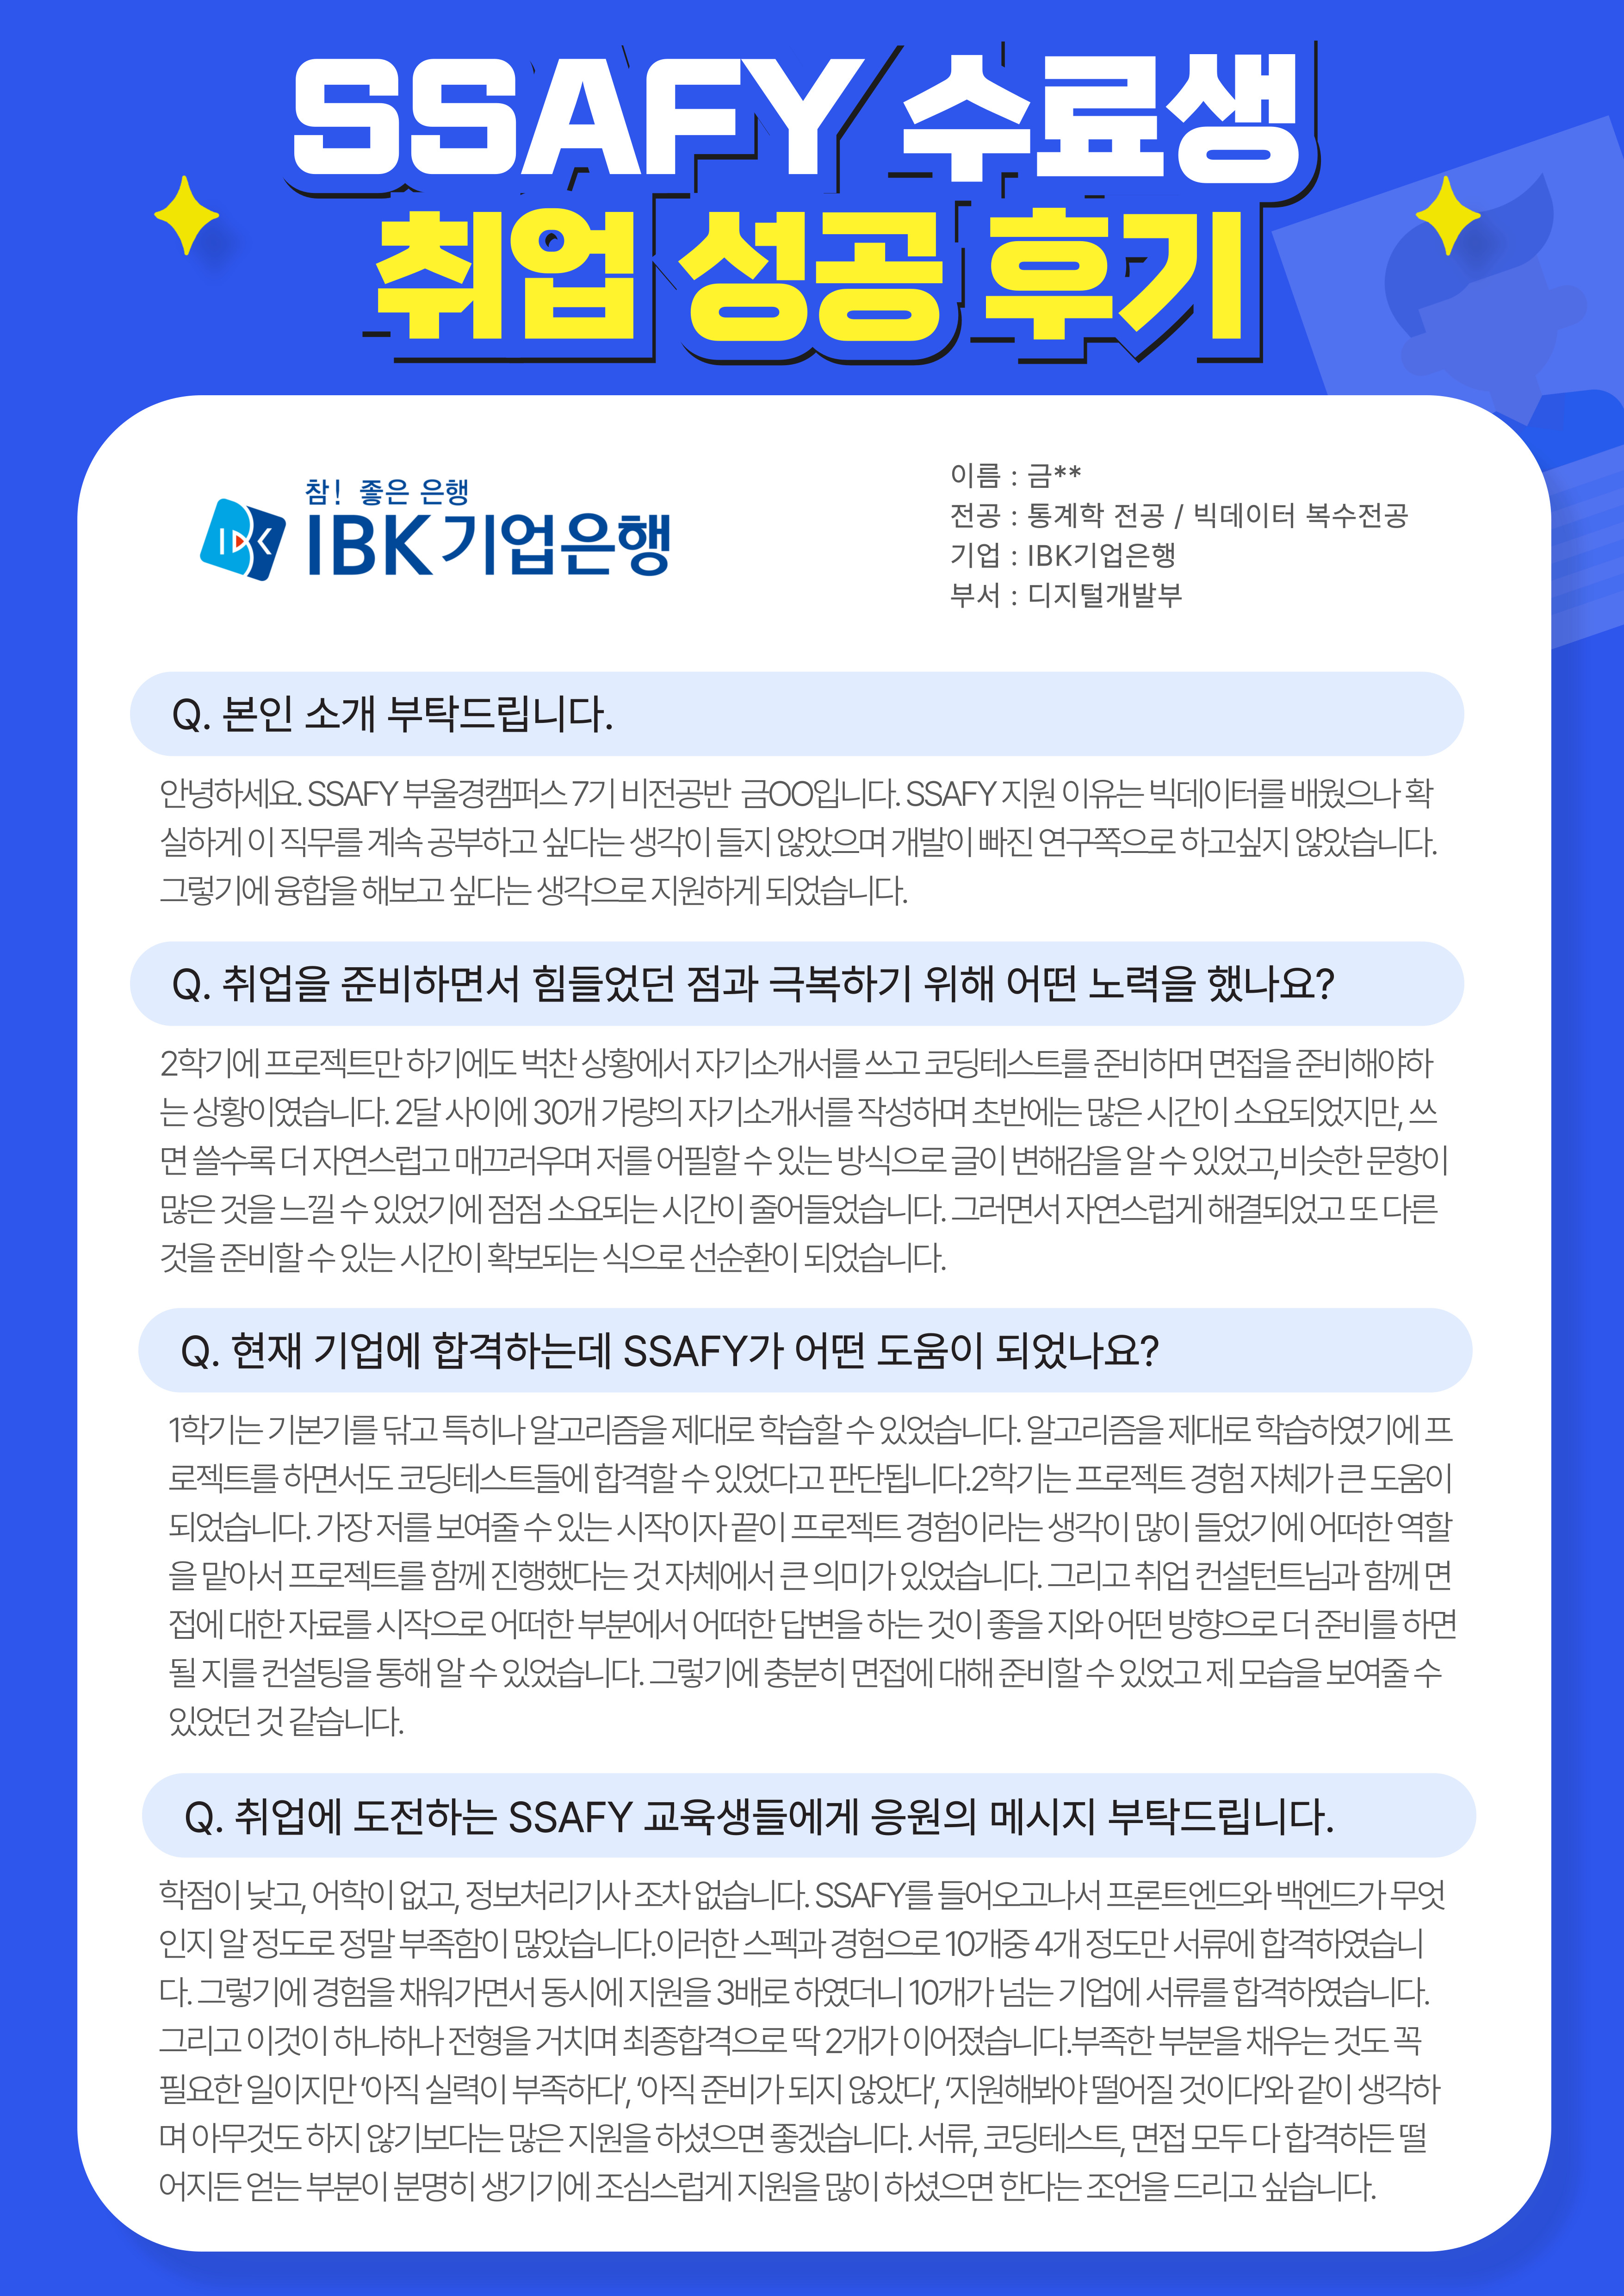 SSAFY 수료생
취업 성공 후기
참! 좋은 은행
IBK기업은행
이름 : 금**
전공 : 통계학 전공 / 빅데이터 복수전공
기업 : IBK기업은행
부서 : 디지털개발부
Q. 본인 소개 부탁드립니다.
안녕하세요. SSAFY 부울경캠퍼스 7기 비전공반 금OO입니다. SSAFY 지원 이유는 빅데이터를 배웠으나 확
실하게 이 직무를 계속 공부하고 싶다는 생각이 들지 않았으며 개발이 빠진 연구쪽으로 하고싶지 않았습니다.
그렇기에 융합을 해보고 싶다는 생각으로 지원하게 되었습니다.
Q. 취업을 준비하면서 힘들었던 점과 극복하기 위해 어떤 노력을 했나요?
2학기에 프로젝트만 하기에도 벅찬 상황에서 자기소개서를 쓰고 코딩테스트를 준비하며 면접을 준비해야하
는 상황이였습니다. 2달 사이에 30개 가량의 자기소개서를 작성하며 초반에는 많은 시간이 소요되었지만, 쓰
면 쓸수록 더 자연스럽고 매끄러우며 저를 어필할 수 있는 방식으로 글이 변해감을 알 수 있었고,비슷한 문항이
많은 것을 느낄 수 있었기에 점점 소요되는 시간이 줄어들었습니다. 그러면서 자연스럽게 해결되었고 또 다른
것을 준비할 수 있는 시간이 확보되는 식으로 선순환이 되었습니다.
Q. 현재 기업에 합격하는데 SSAFY가 어떤 도움이 되었나요?
1학기는 기본기를 닦고 특히나 알고리즘을 제대로 학습할 수 있었습니다. 알고리즘을 제대로 학습하였기에 프
로젝트를 하면서도 코딩테스트들에 합격할 수 있었다고 판단됩니다.2학기는 프로젝트 경험 자체가 큰 도움이
되었습니다. 가장 저를 보여줄 수 있는 시작이자 끝이 프로젝트 경험이라는 생각이 많이 들었기에 어떠한 역할
을 맡아서 프로젝트를 함께 진행했다는 것 자체에서 큰 의미가 있었습니다. 그리고 취업 컨설턴트님과 함께 면
접에 대한 자료를 시작으로 어떠한 부분에서 어떠한 답변을 하는 것이 좋을 지와 어떤 방향으로 더 준비를 하면
될 지를 컨설팅을 통해 알 수 있었습니다. 그렇기에 충분히 면접에 대해 준비할 수 있었고 제 모습을 보여줄 수
있었던 것 같습니다.
Q. 취업에 도전하는 SSAFY 교육생들에게 응원의 메시지 부탁드립니다.
학점이 낮고, 어학이 없고, 정보처리기사 조차 없습니다. SSAFY를 들어오고나서 프론트엔드와 백엔드가 무엇
인지 알 정도로 정말 부족함이 많았습니다.이러한 스펙과 경험으로 10개중 4개 정도만 서류에 합격하였습니
다. 그렇기에 경험을 채워가면서 동시에 지원을 3배로 하였더니 10개가 넘는 기업에 서류를 합격하였습니다.
그리고 이것이 하나하나 전형을 거치며 최종합격으로 딱 2개가 이어졌습니다.부족한 부분을 채우는 것도 꼭
필요한 일이지만 ‘아직 실력이 부족하다’, ‘아직 준비가 되지 않았다’, ‘지원해봐야 떨어질 것이다’와 같이 생각하
며 아무것도 하지 않기보다는 많은 지원을 하셨으면 좋겠습니다. 서류, 코딩테스트, 면접 모두 다 합격하든 떨
어지든 얻는 부분이 분명히 생기기에 조심스럽게 지원을 많이 하셨으면 한다는 조언을 드리고 싶습니다.